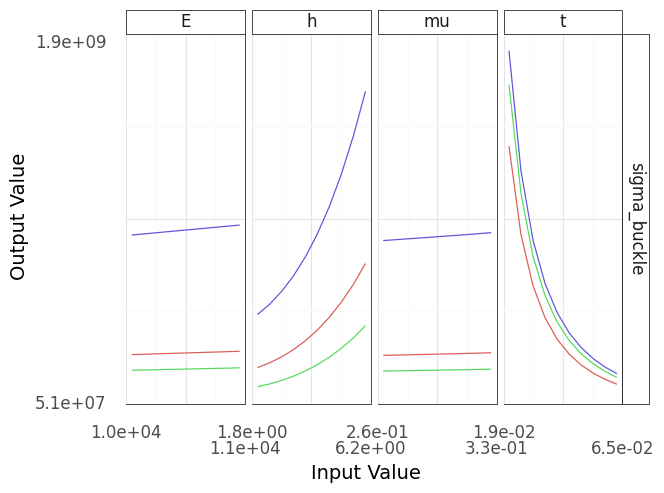 E h mu t
1.9e+09
Output Value
sigma_buckle
5.1e+07
1.0e+04 1.8e+00 2.6e-01 1.9e-02
1.1e+04 6.2e+00 3.3e-01 6.5e-02
Input Value